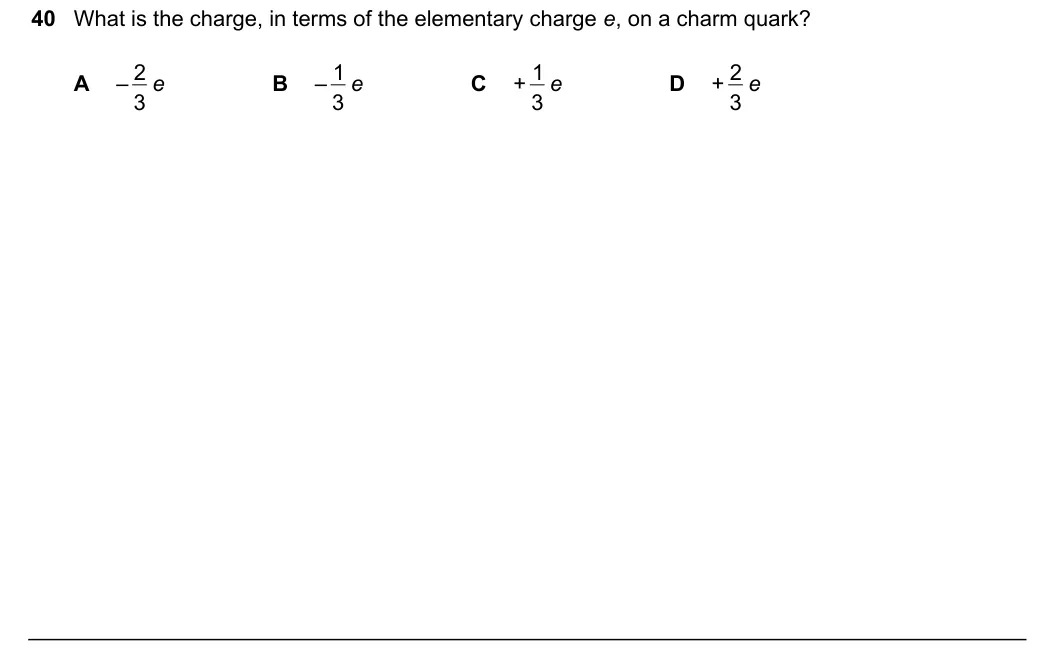 40 What is the charge, in terms of the elementary charge e, on a charm quark?
A −2/3 e B −1/3 e C +1/3 e D +2/3 e